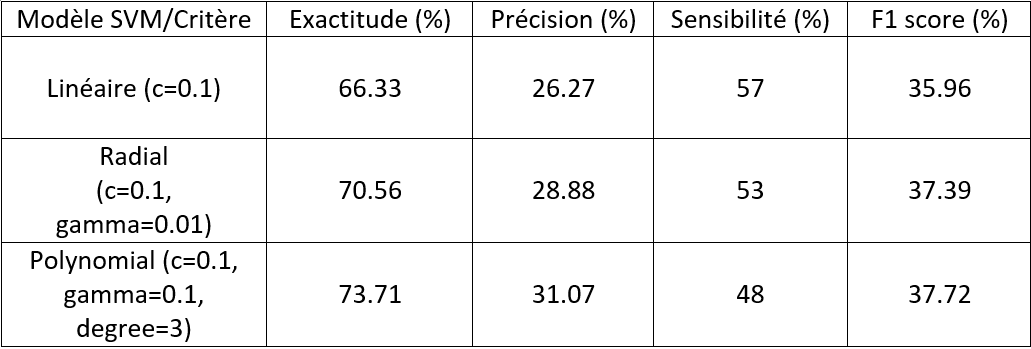 Modèle SVM/Critère Exactitude (%) Précision (%) Sensibilité (%) F1 score (%)
Linéaire (c=0.1) 66.33 26.27 57 35.96
Radial
(c=0.1, 70.56 28.88 53 37.39
gamma=0.01)
Polynomial (c=0.1,
gamma=0.1, 73.71 31.07 48 37.72
degree=3)